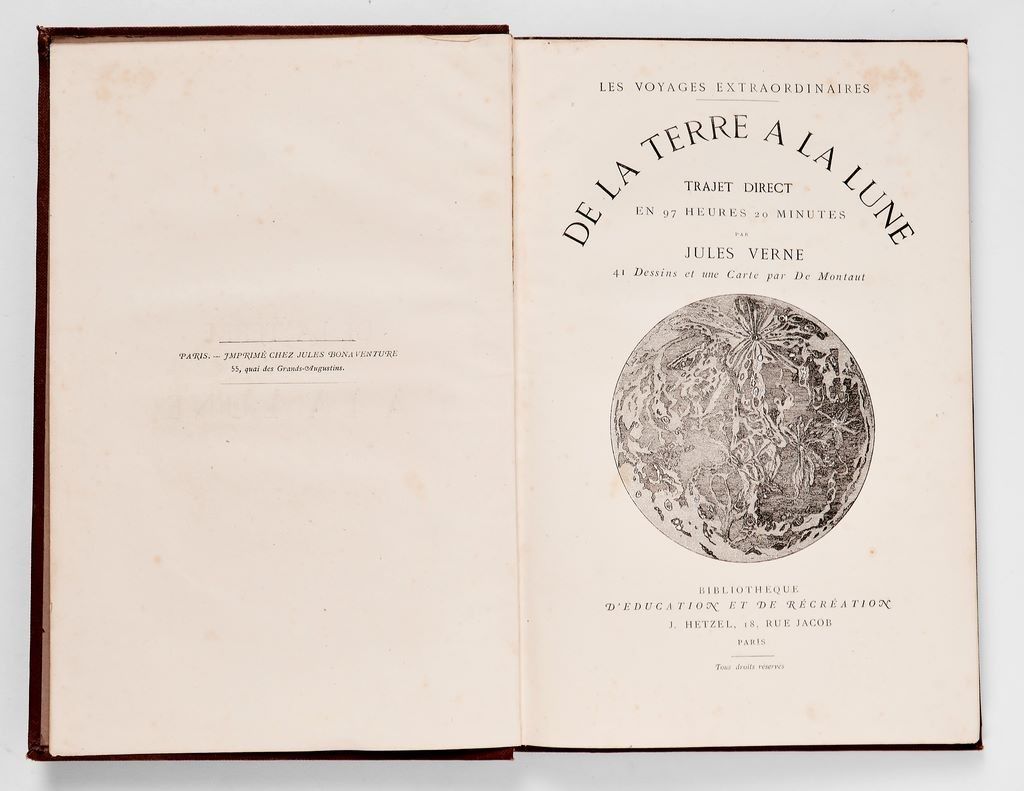 PARIS. — IMPRIMÉ CHEZ JULES BONAVENTURE
55, quai des Grands-Augustins.
LES VOYAGES EXTRAORDINAIRES
DE LA TERRE A LA LUNE
TRAJET DIRECT
EN 97 HEURES 20 MINUTES
PAR
JULES VERNE
41 Dessins et une Carte par De Montaut
BIBLIOTHEQUE
D'EDUCATION ET DE RÉCRÉATION
J. HETZEL, 18, RUE JACOB
PARIS
Tous droits réservés